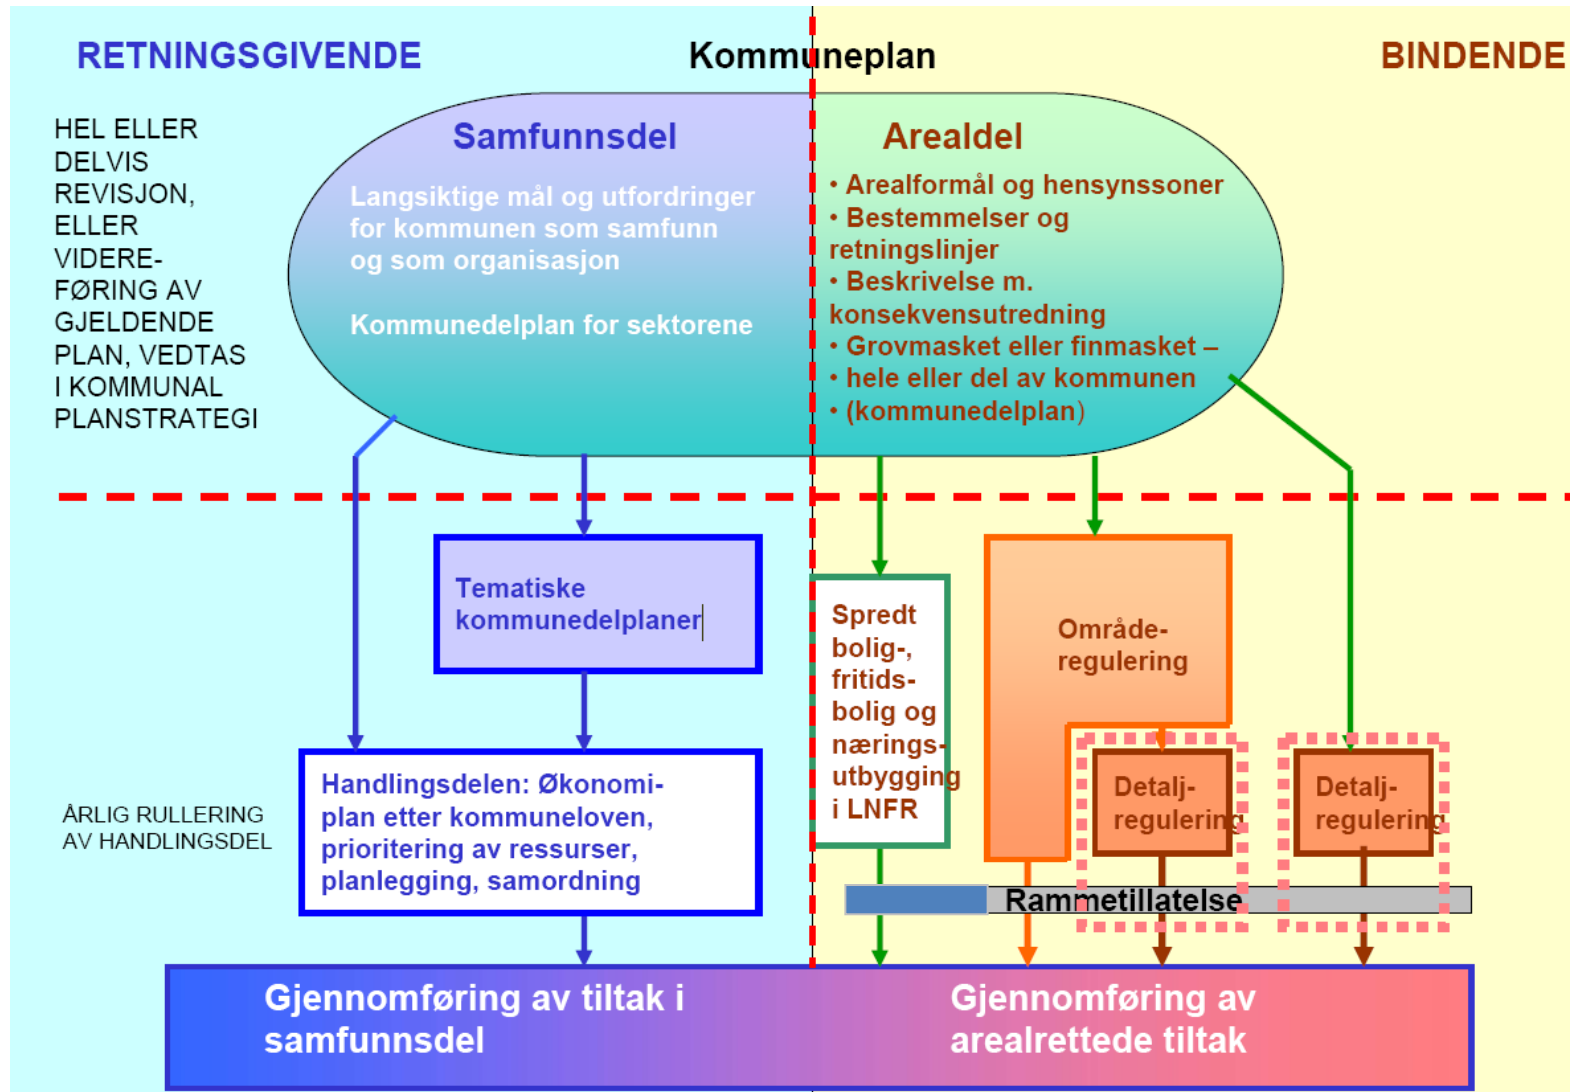 RETNINGSGIVENDE
Kommuneplan
BINDENDE
HEL ELLER
DELVIS
REVISJON,
ELLER
VIDERE-
FØRING AV
GJELDENDE
PLAN, VEDTAS
I KOMMUNAL
PLANSTRATEGI
Samfunnsdel
Langsiktige mål og utfordringer
for kommunen som samfunn
og som organisasjon
Kommunedelplan for sektorene
Arealdel
• Arealformål og hensynssoner
• Bestemmelser og
retningslinjer
• Beskrivelse m.
konsekvensutredning
• Grovmasket eller finmasket –
• hele eller del av kommunen
• (kommunedelplan)
Tematiske
kommunedelplaner
Spredt
bolig-,
fritids-
bolig og
nærings-
utbygging
i LNFR
Område-
regulering
ÅRLIG RULLERING
AV HANDLINGSDEL
Handlingsdelen: Økonomi-
plan etter kommuneloven,
prioritering av ressurser,
planlegging, samordning
Detalj-
regulering
Detalj-
regulering
Rammetillatelse
Gjennomføring av tiltak i
samfunnsdel
Gjennomføring av
arealrettede tiltak